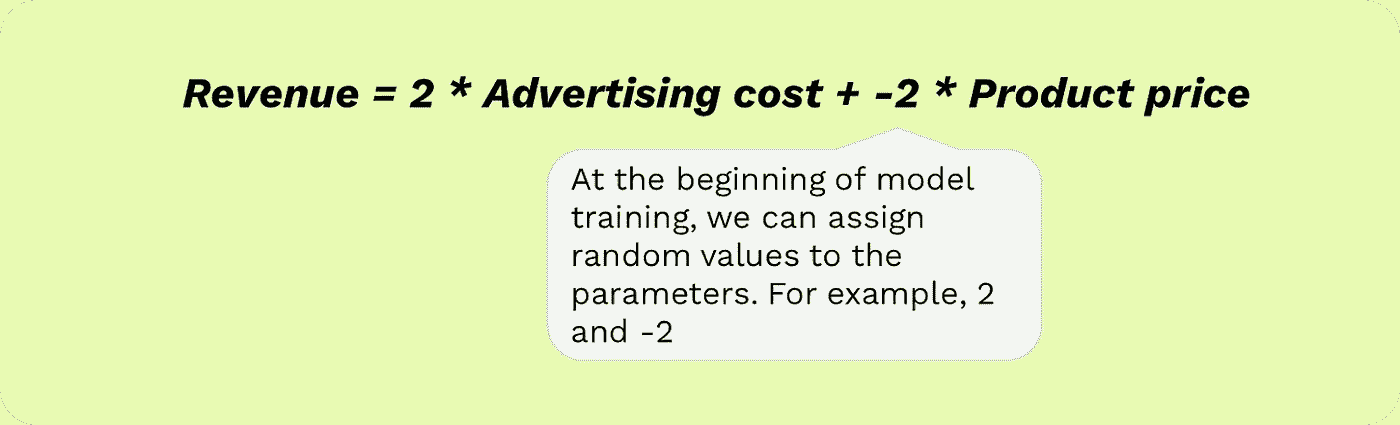 Revenue = 2 * Advertising cost + -2 * Product price
At the beginning of model
training, we can assign
random values to the
parameters. For example, 2
and -2